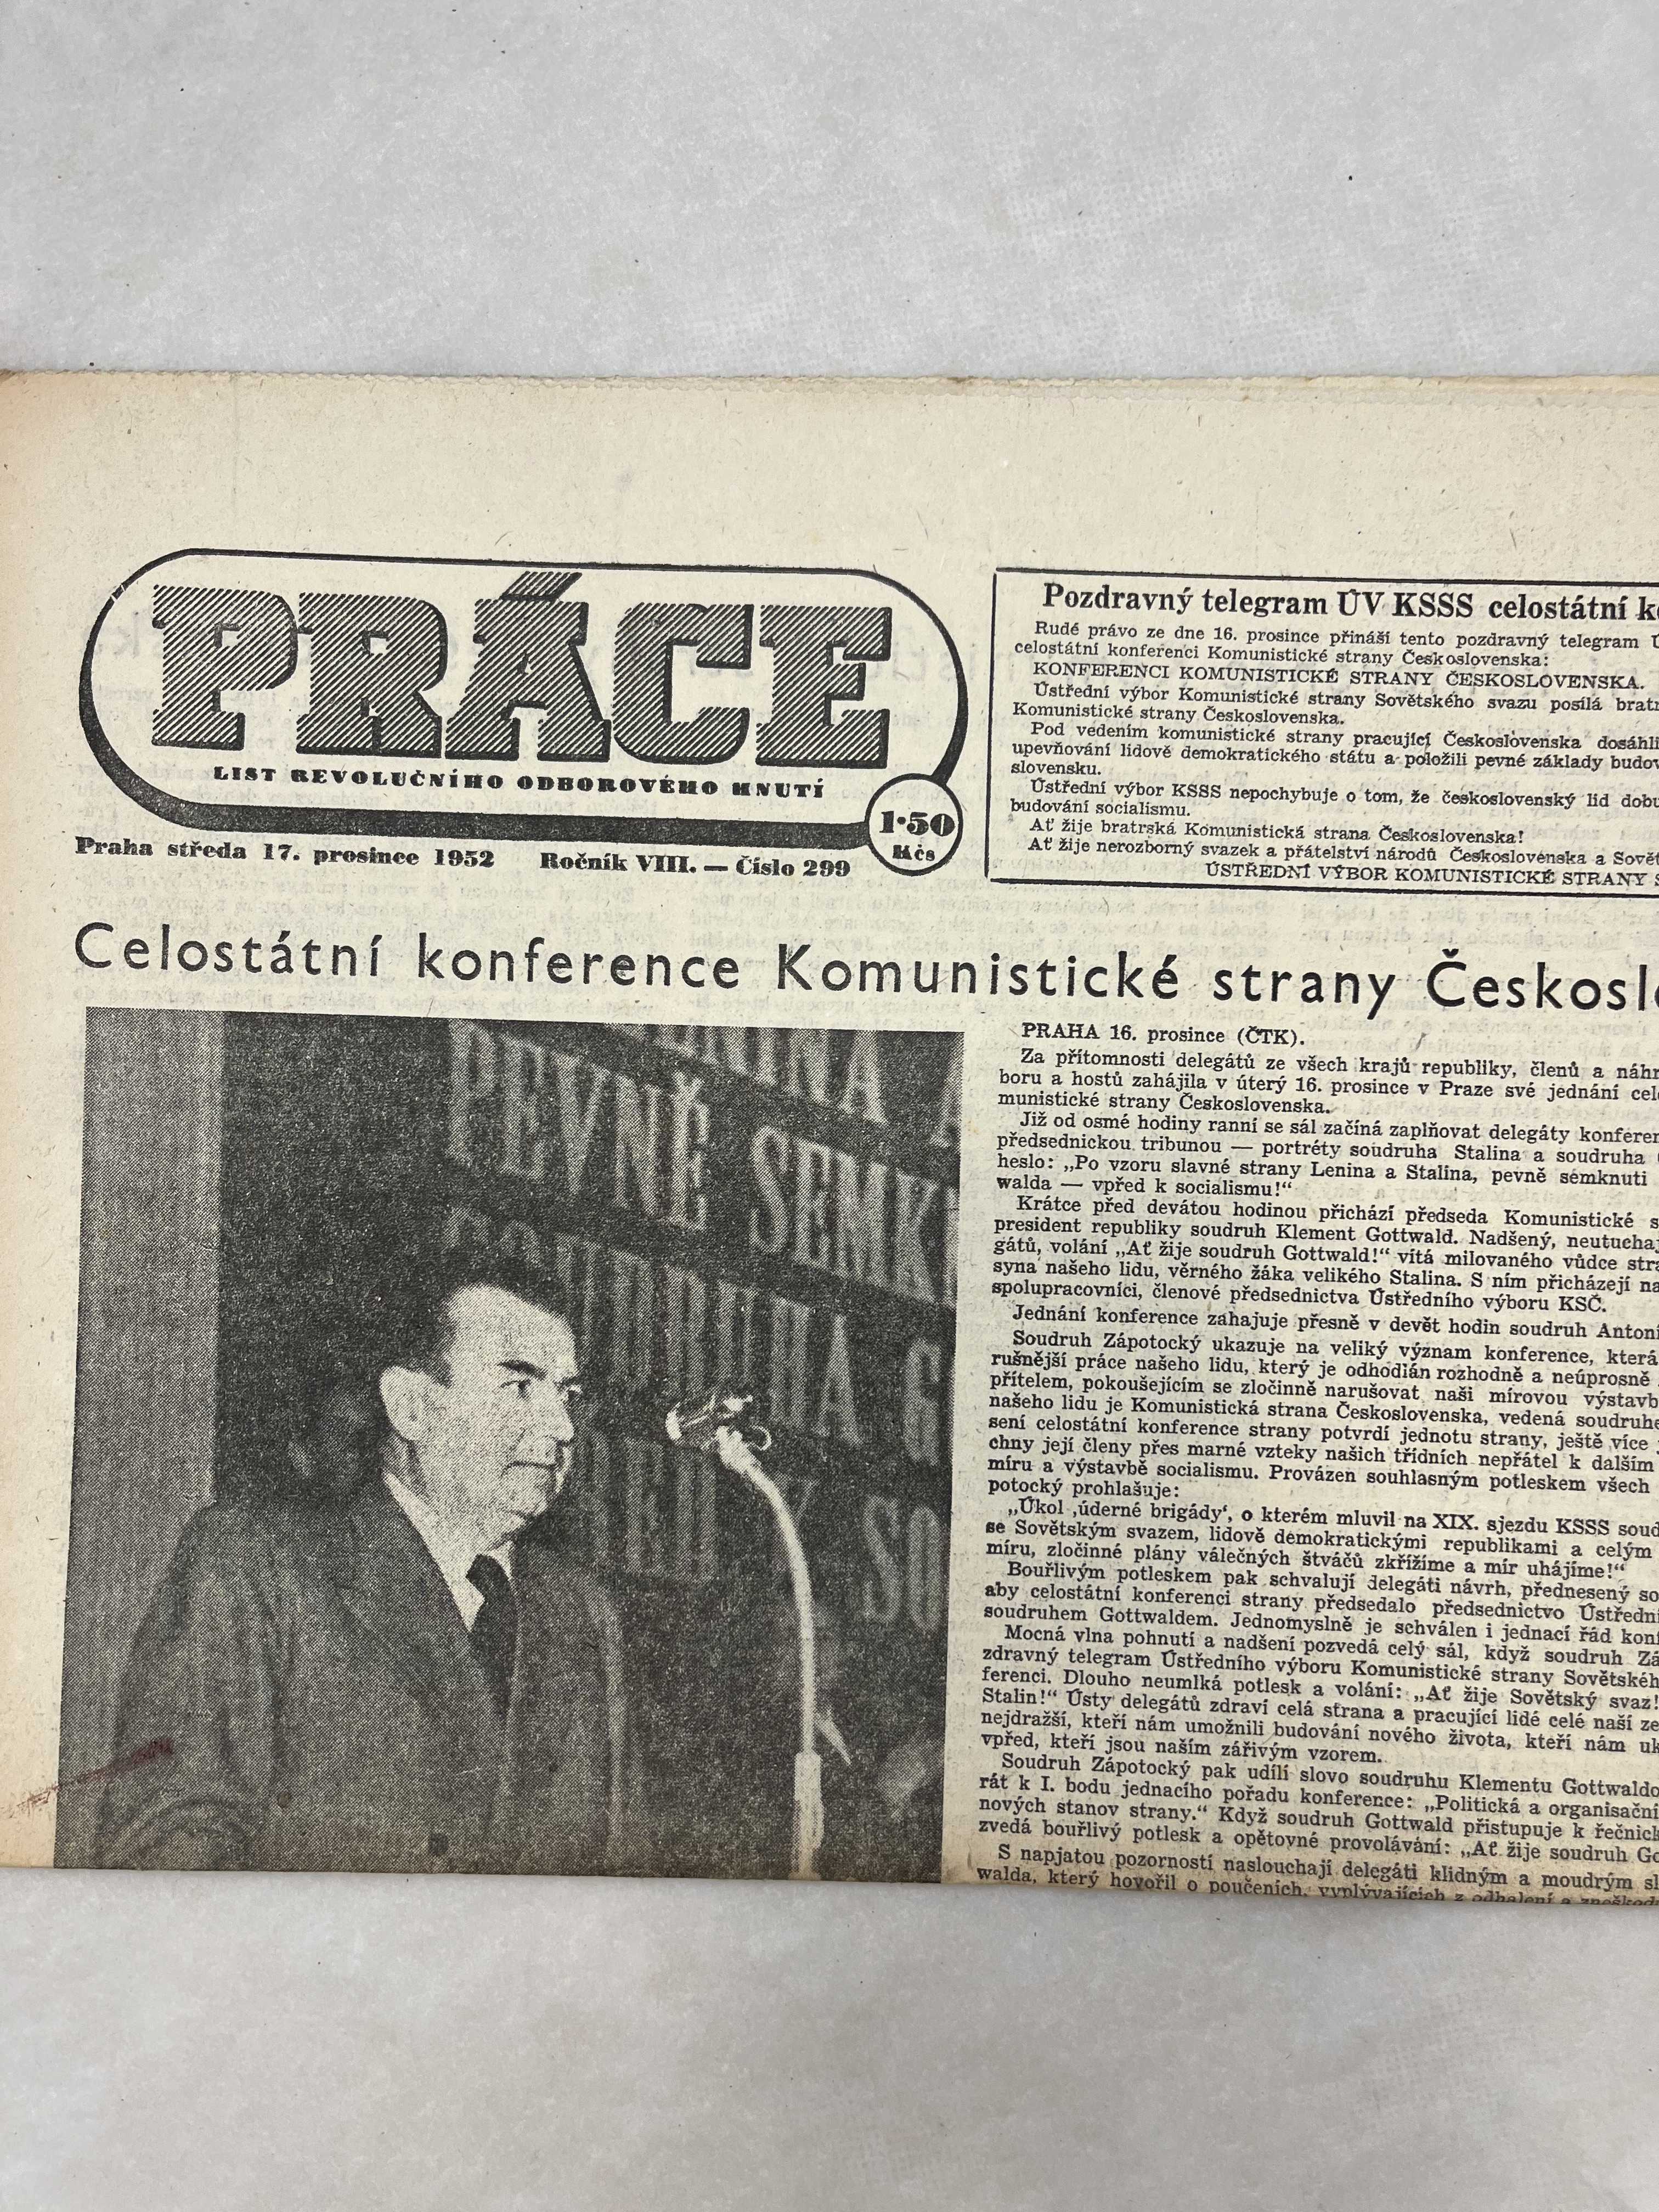 PRÁCE
LIST REVOLUČNÍHO ODBOROVÉHO HNUTÍ
1·50
Kčs
Praha středa 17. prosince 1952 Ročník VIII. — Číslo 299
Pozdravný telegram ÚV KSSS celostátní
Rudé právo ze dne 16. prosince přináší tento pozdravný telegram
celostátní konferenci Komunistické strany Československa:
KONFERENCI KOMUNISTICKÉ STRANY ČESKOSLOVENSKA.
Ústřední výbor Komunistické strany Sovětského svazu posílá
Komunistické strany Československa.
Pod vedením komunistické strany pracující Československa
upevňování lidově demokratického státu a položili pevné základy
slovensku.
Ústřední výbor KSSS nepochybuje o tom, že československý lid
budování socialismu.
Ať žije bratrská Komunistická strana Československa!
Ať žije nerozborný svazek a přátelství národů Československa a
ÚSTŘEDNÍ VÝBOR KOMUNISTICKÉ STRANY
Celostátní konference Komunistické strany
PEVNĚ
PRAHA 16. prosince (ČTK).
Za přítomnosti delegátů ze všech krajů republiky, členů a
boru a hostů zahájila v úterý 16. prosince v Praze své jednání
munistické strany Československa.
Již od osmé hodiny ranní se sál začíná zaplňovat delegáty
předsednickou tribunou — portréty soudruha Stalina a soudruha
heslo: „Po vzoru slavné strany Lenina a Stalina, pevně semknuti
walda — vpřed k socialismu!“
Krátce před devátou hodinou přichází předseda Komunistické
president republiky soudruh Klement Gottwald. Nadšený,
gátů, volání „Ať žije soudruh Gottwald!“ vítá milovaného vůdce
syna našeho lidu, věrného žáka velikého Stalina. S ním přicházejí
spolupracovníci, členové předsednictva Ústředního výboru KSČ.
Jednání konference zahajuje přesně v devět hodin soudruh
Soudruh Zápotocký ukazuje na veliký význam konference, která
rušnější práce našeho lidu, který je odhodlán rozhodně a neúprosně
přítelem, pokoušejícím se zločinně narušovat naši mírovou
našeho lidu je Komunistická strana Československa, vedená
sení celostátní konference strany potvrdí jednotu strany, ještě více
chny její členy přes marné vzteky našich třídních nepřátel k dalším
míru a výstavbě socialismu. Provázen souhlasným potleskem všech
potocký prohlašuje:
„Úkol ‚úderné brigády‘, o kterém mluvil na XIX. sjezdu KSSS
se Sovětským svazem, lidově demokratickými republikami a celým
míru, zločinné plány válečných štváčů zkřížíme a mír uhájíme!“
Bouřlivým potleskem pak schvalují delegáti návrh, přednesený
aby celostátní konferenci strany předsedalo předsednictvo
soudruhem Gottwaldem. Jednomyslně je schválen i jednací řád
Mocná vlna pohnutí a nadšení pozvedá celý sál, když soudruh
zdravný telegram Ústředního výboru Komunistické strany
ferenci. Dlouho neumlká potlesk a volání: „Ať žije Sovětský svaz!
Stalin!“ Ústy delegátů zdraví celá strana a pracující lidé celé naší
nejdražší, kteří nám umožnili budování nového života, kteří nám
vpřed, kteří jsou naším zářivým vzorem.
Soudruh Zápotocký pak udílí slovo soudruhu Klementu
rát k I. bodu jednacího pořadu konference: „Politická a organisační
nových stanov strany.“ Když soudruh Gottwald přistupuje k
zvedá bouřlivý potlesk a opětovné provolávání: „Ať žije soudruh
S napjatou pozorností naslouchají delegáti klidným a moudrým
walda, který hovořil o poučeních, vyplývajících z odhalení a